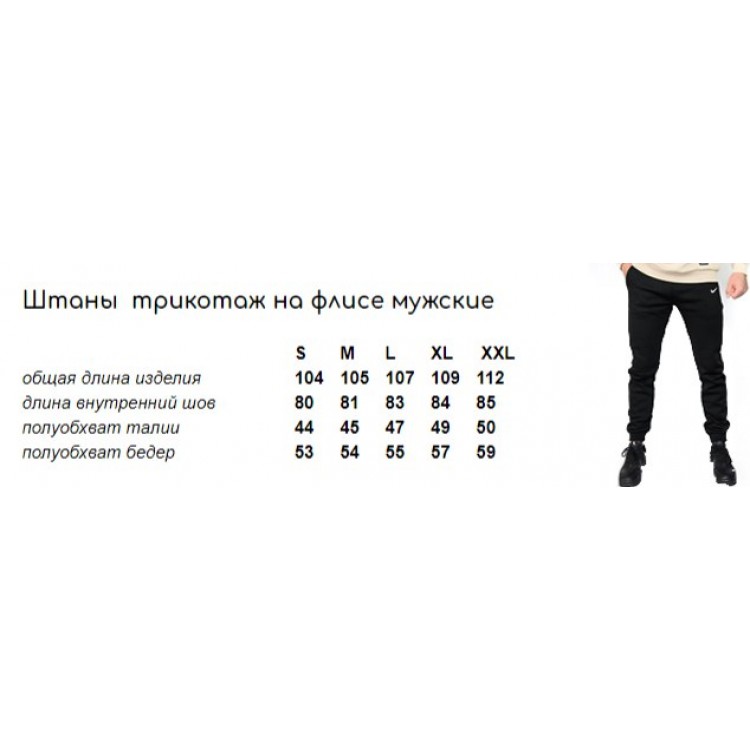 Штаны трикотаж на флисе мужские
S M L XL XXL
общая длина изделия 104 105 107 109 112
длина внутренний шов 80 81 83 84 85
полуобхват талии 44 45 47 49 50
полуобхват бедер 53 54 55 57 59